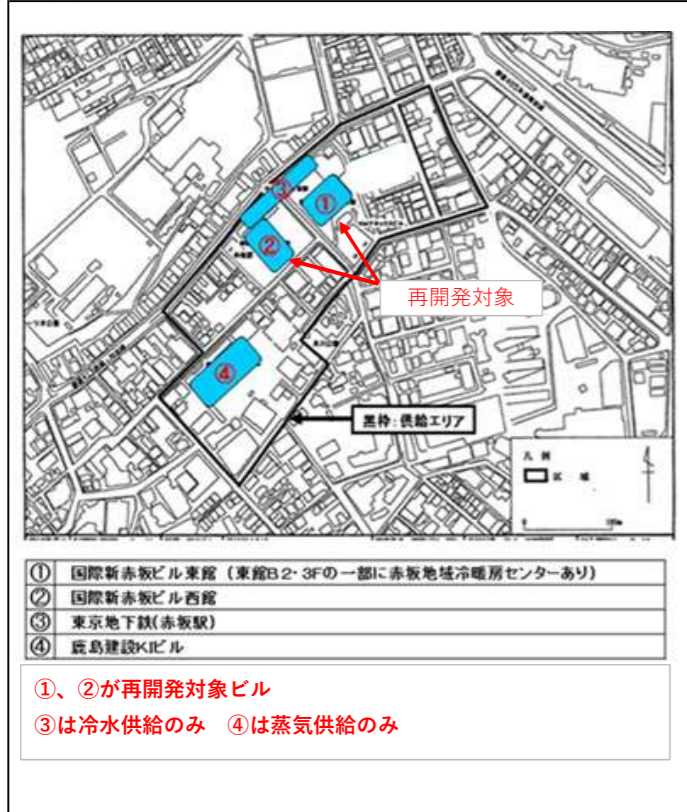 ③
①
②
再開発対象
④
黒枠：供給エリア
凡 例
区 域
0
① 国際新赤坂ビル東館（東館B2・3Fの一部に赤坂地域冷暖房センターあり）
② 国際新赤坂ビル西館
③ 東京地下鉄(赤坂駅)
④ 鹿島建設KIビル
①、②が再開発対象ビル
③は冷水供給のみ　④は蒸気供給のみ